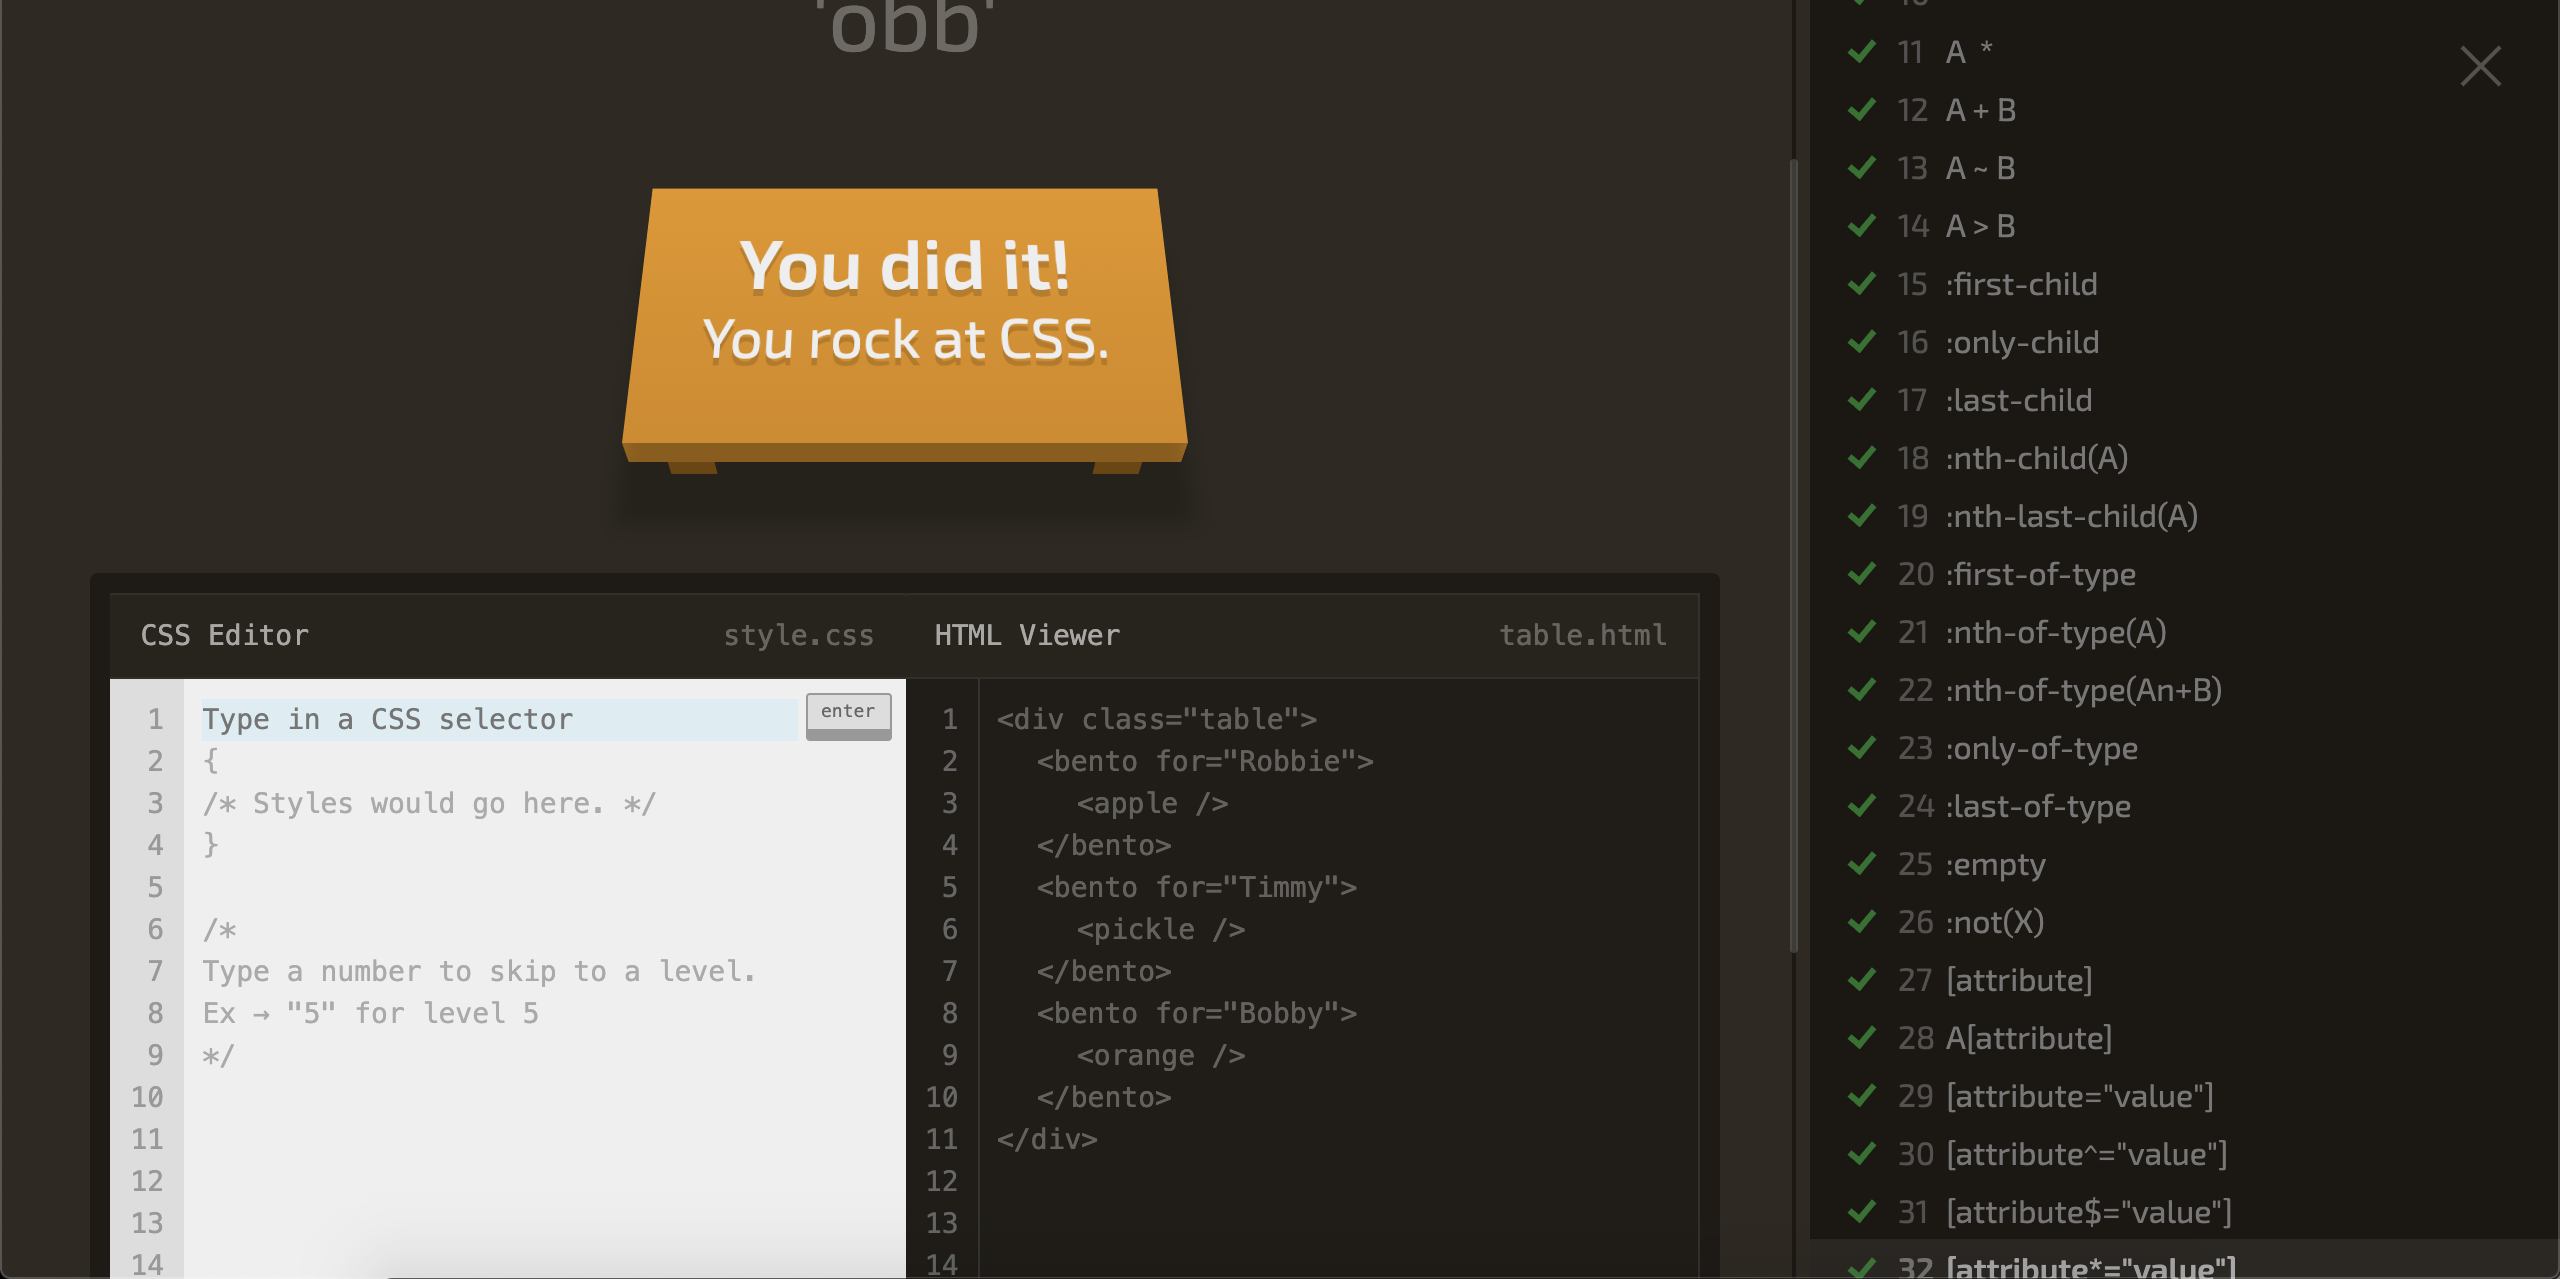 'obb'
You did it!
You rock at CSS.
CSS Editor style.css
1 Type in a CSS selector enter
2 {
3 /* Styles would go here. */
4 }
5
6 /*
7 Type a number to skip to a level.
8 Ex → "5" for level 5
9 */
10
11
12
13
14
HTML Viewer table.html
1 <div class="table">
2 <bento for="Robbie">
3 <apple />
4 </bento>
5 <bento for="Timmy">
6 <pickle />
7 </bento>
8 <bento for="Bobby">
9 <orange />
10 </bento>
11 </div>
12
13
14
10
11 A *
12 A + B
13 A ~ B
14 A > B
15 :first-child
16 :only-child
17 :last-child
18 :nth-child(A)
19 :nth-last-child(A)
20 :first-of-type
21 :nth-of-type(A)
22 :nth-of-type(An+B)
23 :only-of-type
24 :last-of-type
25 :empty
26 :not(X)
27 [attribute]
28 A[attribute]
29 [attribute="value"]
30 [attribute^="value"]
31 [attribute$="value"]
32 [attribute*="value"]